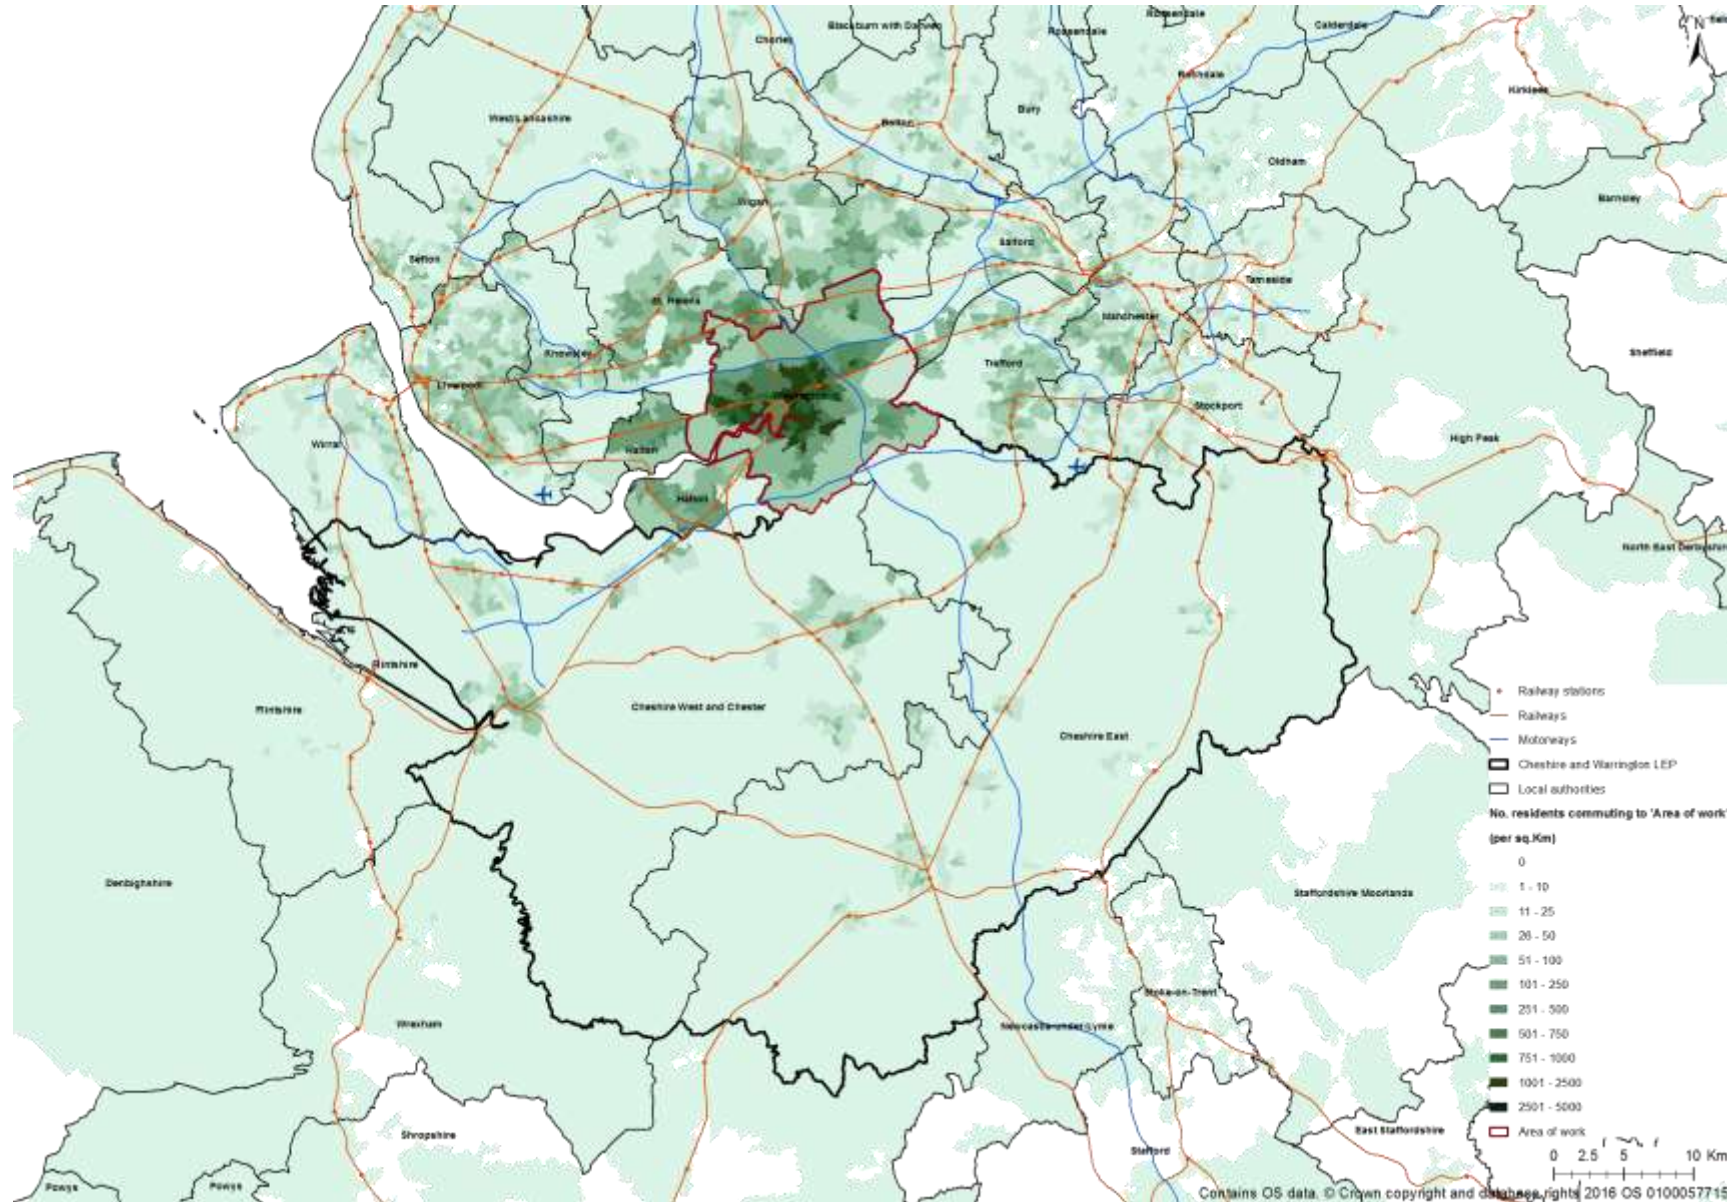 Rossendale
Blackburn with Darwen
Calderdale
N
Chorley
Rossendale
Rochdale
Kirklees
West Lancashire
Bolton
Bury
Oldham
Barnsley
Wigan
Salford
Sefton
Tameside
St. Helens
Manchester
Knowsley
Trafford
Sheffield
Liverpool
Warrington
Stockport
Wirral
Halton
High Peak
Halton
North East Derbyshire
Flintshire
Flintshire
Cheshire West and Chester
Cheshire East
Denbighshire
Staffordshire Moorlands
Stoke-on-Trent
Wrexham
Newcastle-under-Lyme
Shropshire
Stafford
East Staffordshire
Powys
Powys
Railway stations
Railways
Motorways
Cheshire and Warrington LEP
Local authorities
No. residents commuting to 'Area of work'
(per sq.Km)
0
1 - 10
11 - 25
26 - 50
51 - 100
101 - 250
251 - 500
501 - 750
751 - 1000
1001 - 2500
2501 - 5000
Area of work
0 2.5 5 10 Km
Contains OS data, © Crown copyright and database rights 2016 OS 0100057715